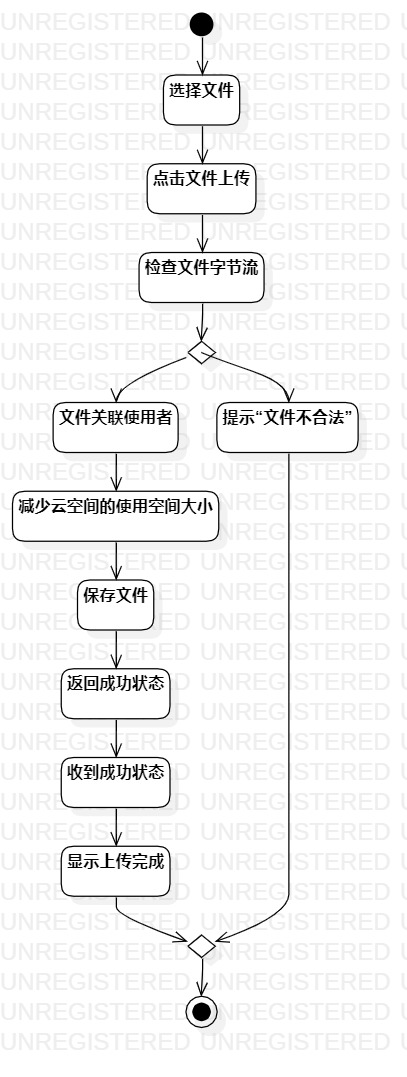 选择文件
点击文件上传
检查文件字节流
文件关联使用者
提示“文件不合法”
减少云空间的使用空间大小
保存文件
返回成功状态
收到成功状态
显示上传完成
UNREGISTERED